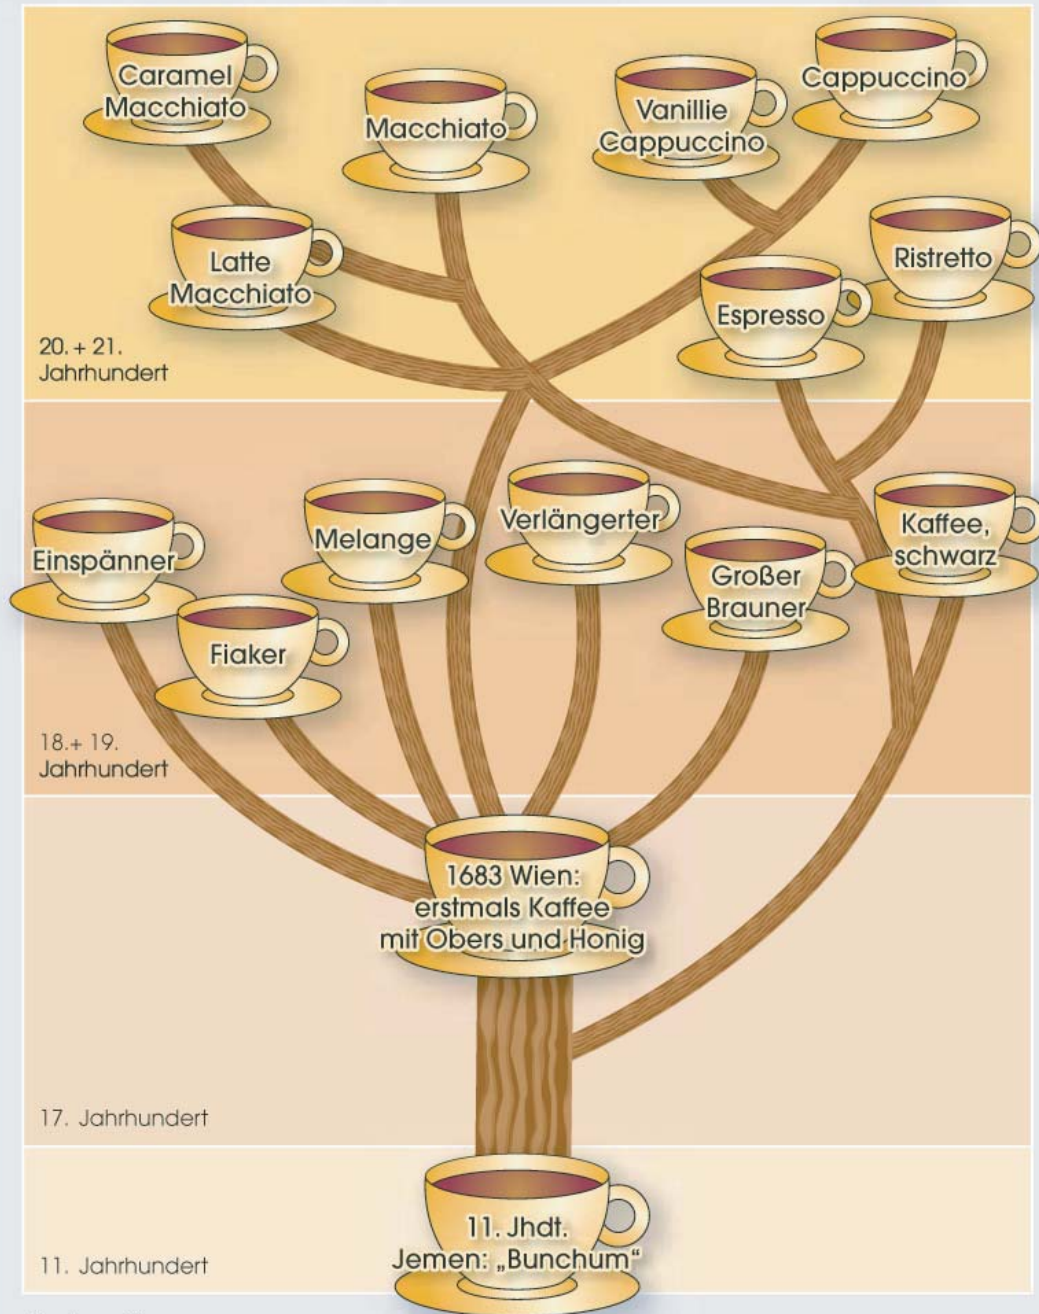 Caramel
Macchiato
Macchiato
Vanillie
Cappuccino
Cappuccino
Latte
Macchiato
Espresso
Ristretto
20. + 21.
Jahrhundert
Einspänner
Fiaker
Melange
Verlängerter
Großer
Brauner
Kaffee,
schwarz
18.+ 19.
Jahrhundert
1683 Wien:
erstmals Kaffee
mit Obers und Honig
17. Jahrhundert
11. Jhdt.
Jemen: „Bunchum“
11. Jahrhundert